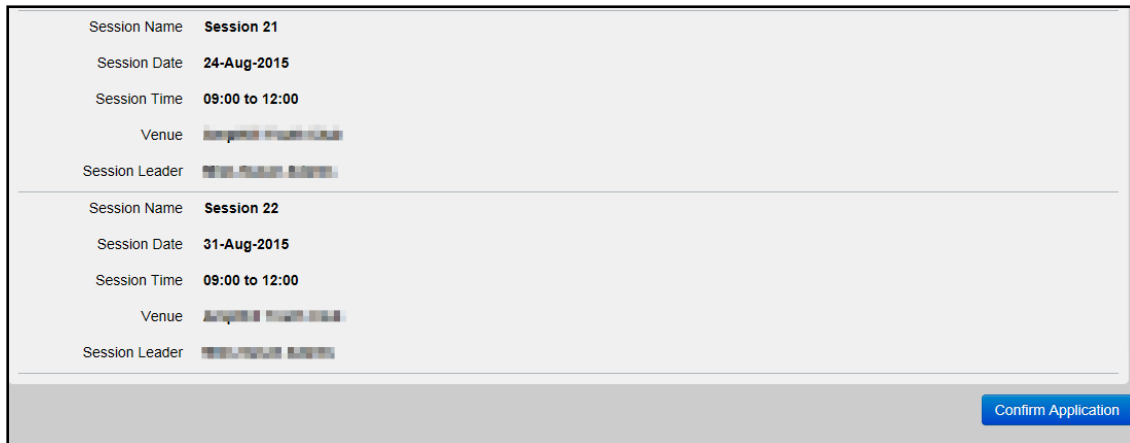 Session Name Session 21
Session Date 24-Aug-2015
Session Time 09:00 to 12:00
Venue
Session Leader
Session Name Session 22
Session Date 31-Aug-2015
Session Time 09:00 to 12:00
Venue
Session Leader
Confirm Application